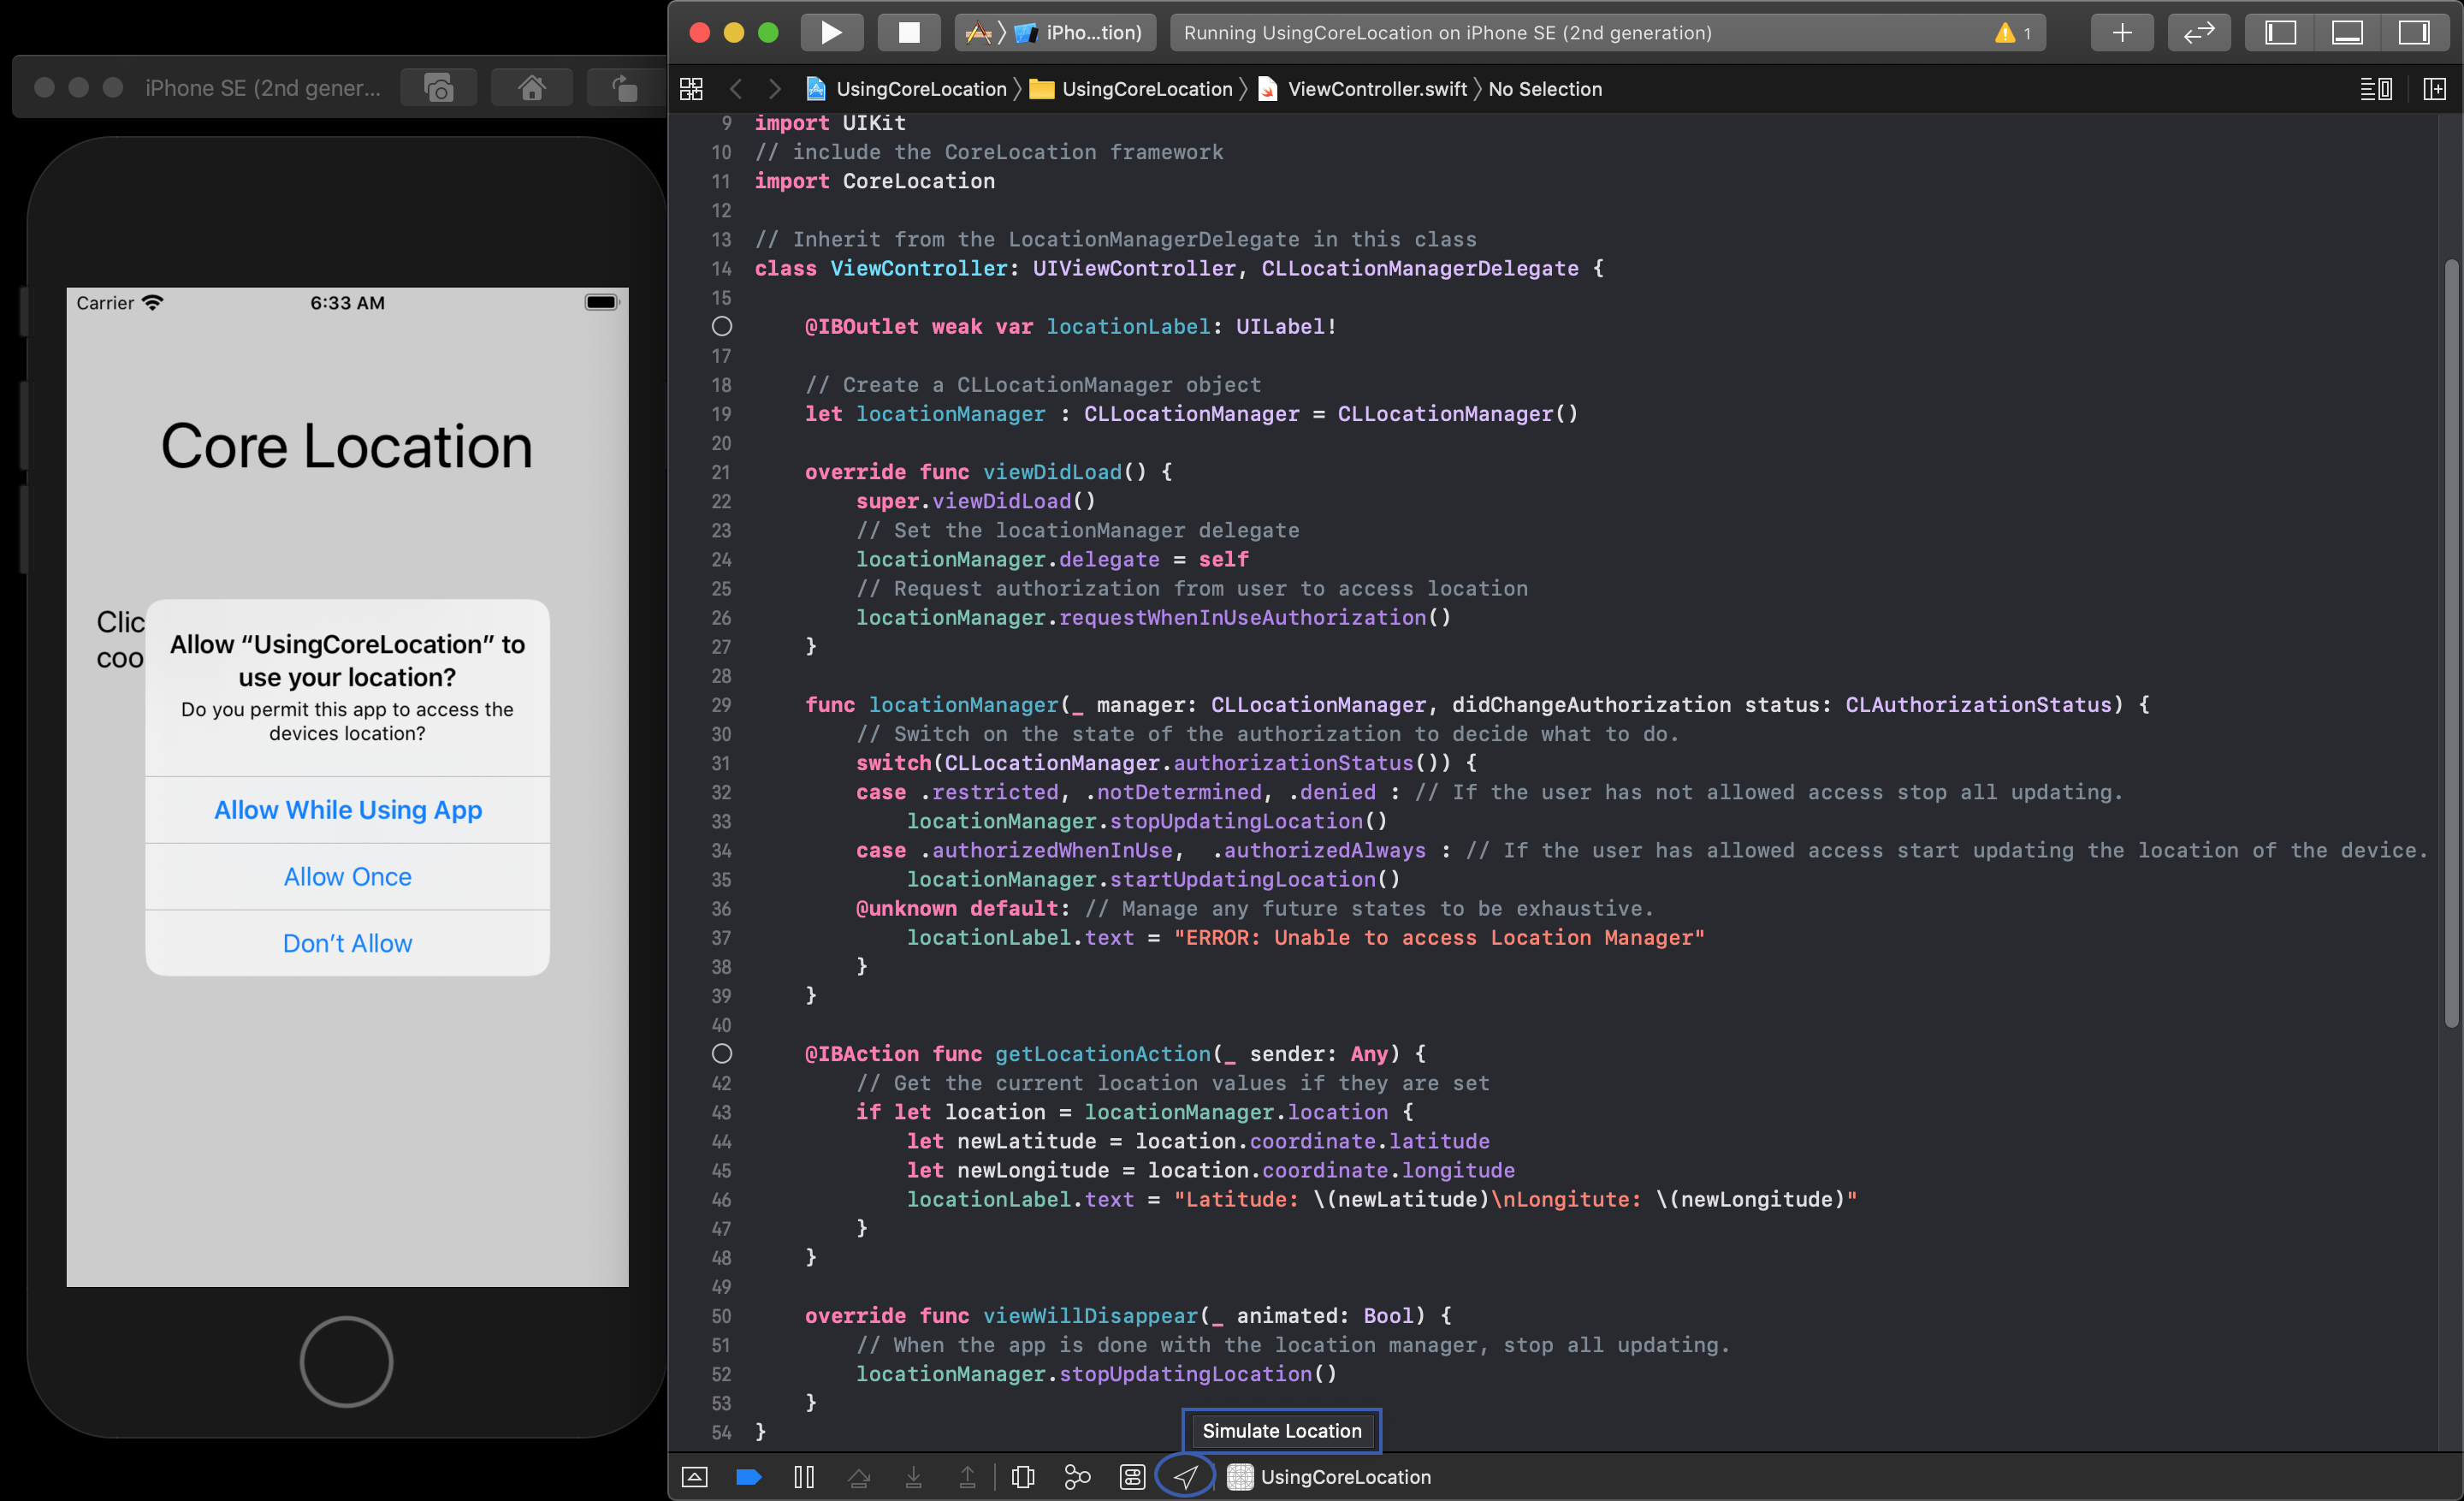 iPhone SE (2nd gener...
Carrier 6:33 AM
Core Location
Clic
coo
Allow “UsingCoreLocation” to
use your location?
Do you permit this app to access the
devices location?
Allow While Using App
Allow Once
Don’t Allow
iPho...tion)
Running UsingCoreLocation on iPhone SE (2nd generation) 1
UsingCoreLocation UsingCoreLocation ViewController.swift No Selection
9 import UIKit
10 // include the CoreLocation framework
11 import CoreLocation
12
13 // Inherit from the LocationManagerDelegate in this class
14 class ViewController: UIViewController, CLLocationManagerDelegate {
15
@IBOutlet weak var locationLabel: UILabel!
17
18 // Create a CLLocationManager object
19 let locationManager : CLLocationManager = CLLocationManager()
20
21 override func viewDidLoad() {
22 super.viewDidLoad()
23 // Set the locationManager delegate
24 locationManager.delegate = self
25 // Request authorization from user to access location
26 locationManager.requestWhenInUseAuthorization()
27 }
28
29 func locationManager(_ manager: CLLocationManager, didChangeAuthorization status: CLAuthorizationStatus) {
30 // Switch on the state of the authorization to decide what to do.
31 switch(CLLocationManager.authorizationStatus()) {
32 case .restricted, .notDetermined, .denied : // If the user has not allowed access stop all updating.
33 locationManager.stopUpdatingLocation()
34 case .authorizedWhenInUse, .authorizedAlways : // If the user has allowed access start updating the location of the device.
35 locationManager.startUpdatingLocation()
36 @unknown default: // Manage any future states to be exhaustive.
37 locationLabel.text = "ERROR: Unable to access Location Manager"
38 }
39 }
40
@IBAction func getLocationAction(_ sender: Any) {
42 // Get the current location values if they are set
43 if let location = locationManager.location {
44 let newLatitude = location.coordinate.latitude
45 let newLongitude = location.coordinate.longitude
46 locationLabel.text = "Latitude: \(newLatitude)\nLongitute: \(newLongitude)"
47 }
48 }
49
50 override func viewWillDisappear(_ animated: Bool) {
51 // When the app is done with the location manager, stop all updating.
52 locationManager.stopUpdatingLocation()
53 }
54 }
Simulate Location
UsingCoreLocation